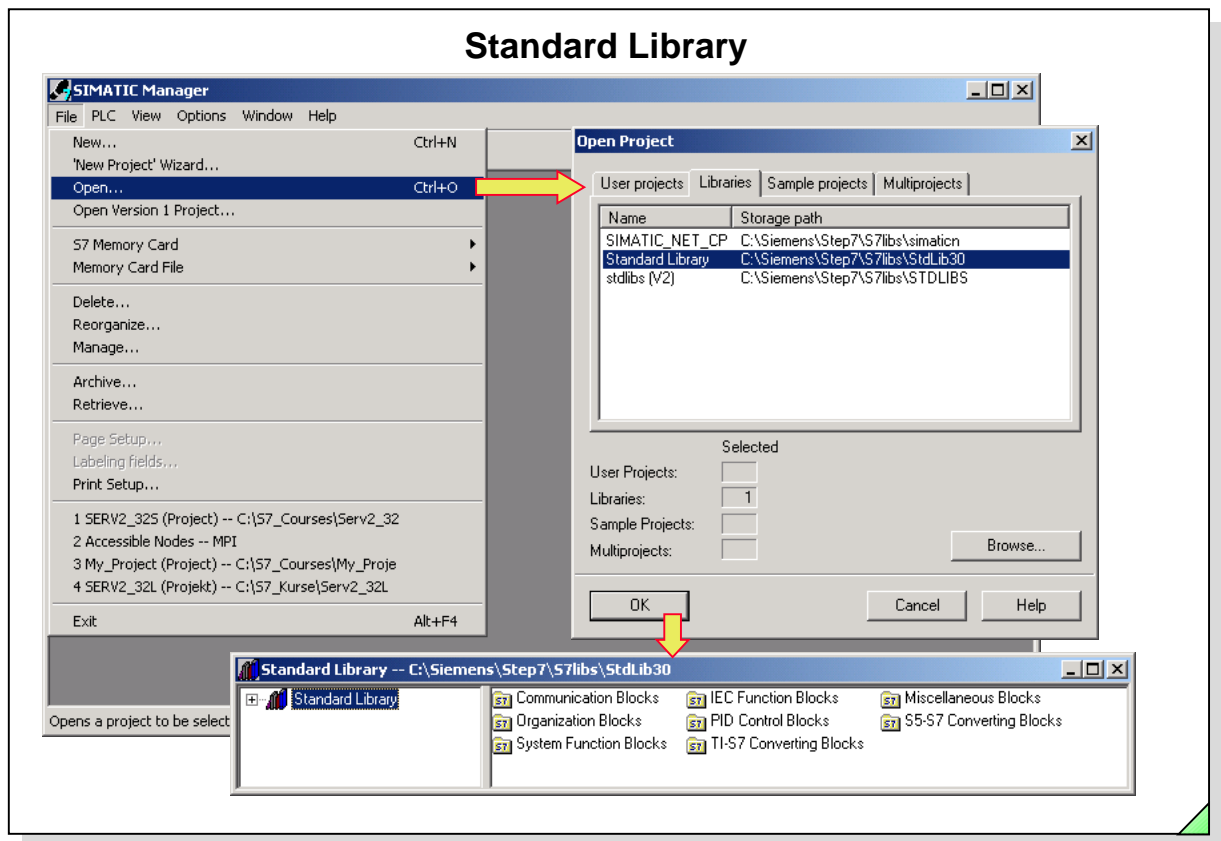 Standard Library
SIMATIC Manager
File PLC View Options Window Help
New... Ctrl+N
'New Project' Wizard...
Open... Ctrl+O
Open Version 1 Project...
S7 Memory Card
Memory Card File
Delete...
Reorganize...
Manage...
Archive...
Retrieve...
Page Setup...
Labeling fields...
Print Setup...
1 SERV2_32S (Project) -- C:\S7_Courses\Serv2_32
2 Accessible Nodes -- MPI
3 My_Project (Project) -- C:\S7_Courses\My_Proje
4 SERV2_32L (Projekt) -- C:\S7_Kurse\Serv2_32L
Exit Alt+F4
Opens a project to be select
Open Project
User projects Libraries Sample projects Multiprojects
Name Storage path
SIMATIC_NET_CP C:\Siemens\Step7\S7libs\simaticn
Standard Library C:\Siemens\Step7\S7libs\StdLib30
stdlibs (V2) C:\Siemens\Step7\S7libs\STDLIBS
Selected
User Projects:
Libraries: 1
Sample Projects:
Multiprojects:
Browse...
OK Cancel Help
Standard Library -- C:\Siemens\Step7\S7libs\StdLib30
Standard Library
Communication Blocks IEC Function Blocks Miscellaneous Blocks
Organization Blocks PID Control Blocks S5-S7 Converting Blocks
System Function Blocks TI-S7 Converting Blocks